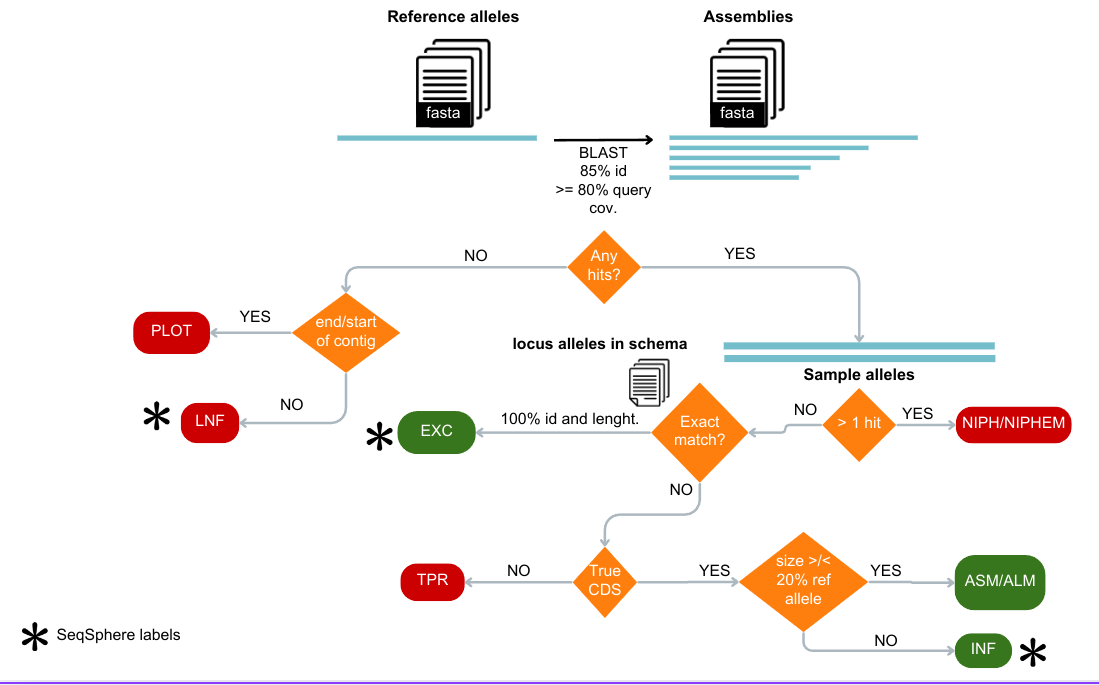 Reference alleles
Assemblies
fasta
fasta
BLAST
85% id
>= 80% query
cov.
NO
Any
hits?
YES
PLOT
YES
end/start
of contig
locus alleles in schema
Sample alleles
LNF
NO
EXC
100% id and lenght.
Exact
match?
NO
> 1 hit
YES
NIPH/NIPHEM
NO
TPR
NO
True
CDS
YES
size >/<
20% ref
allele
YES
ASM/ALM
NO
INF
SeqSphere labels